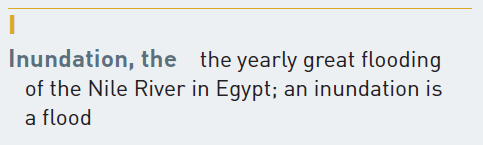 I
Inundation, the the yearly great flooding
of the Nile River in Egypt; an inundation is
a flood